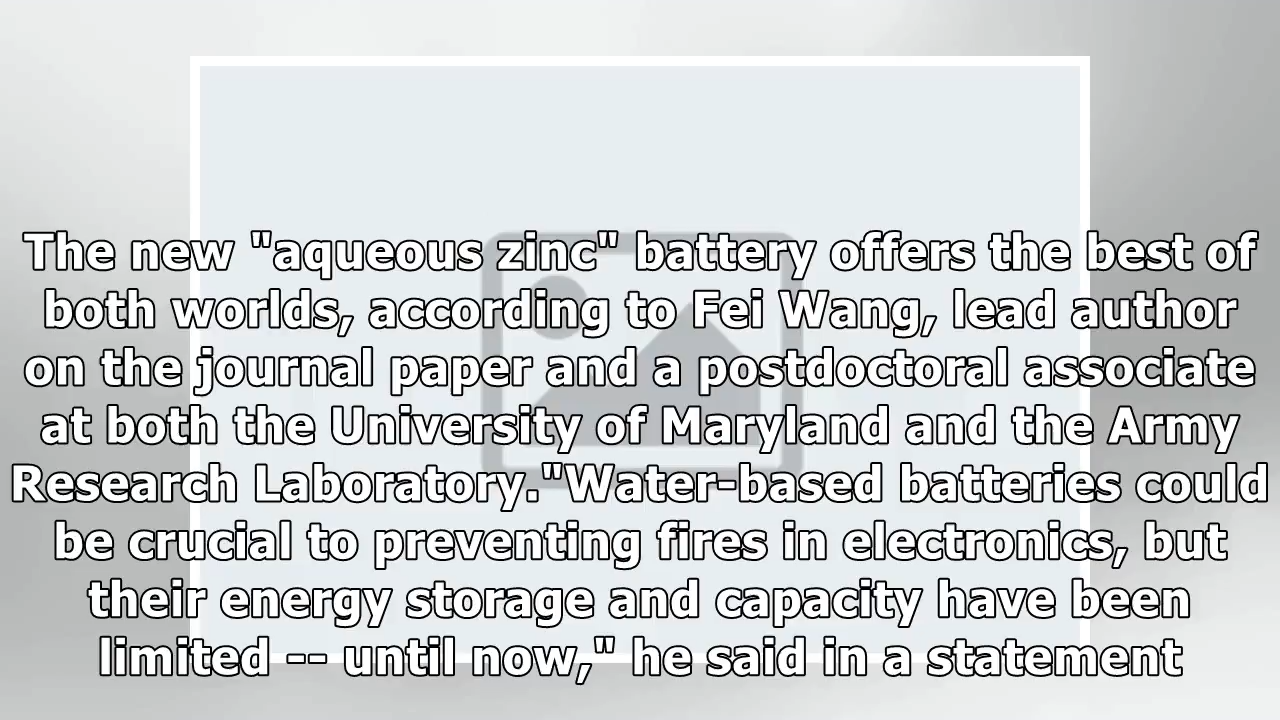 The new "aqueous zinc" battery offers the best of
both worlds, according to Fei Wang, lead author
on the journal paper and a postdoctoral associate
at both the University of Maryland and the Army
Research Laboratory."Water-based batteries could
be crucial to preventing fires in electronics, but
their energy storage and capacity have been
limited -- until now," he said in a statement